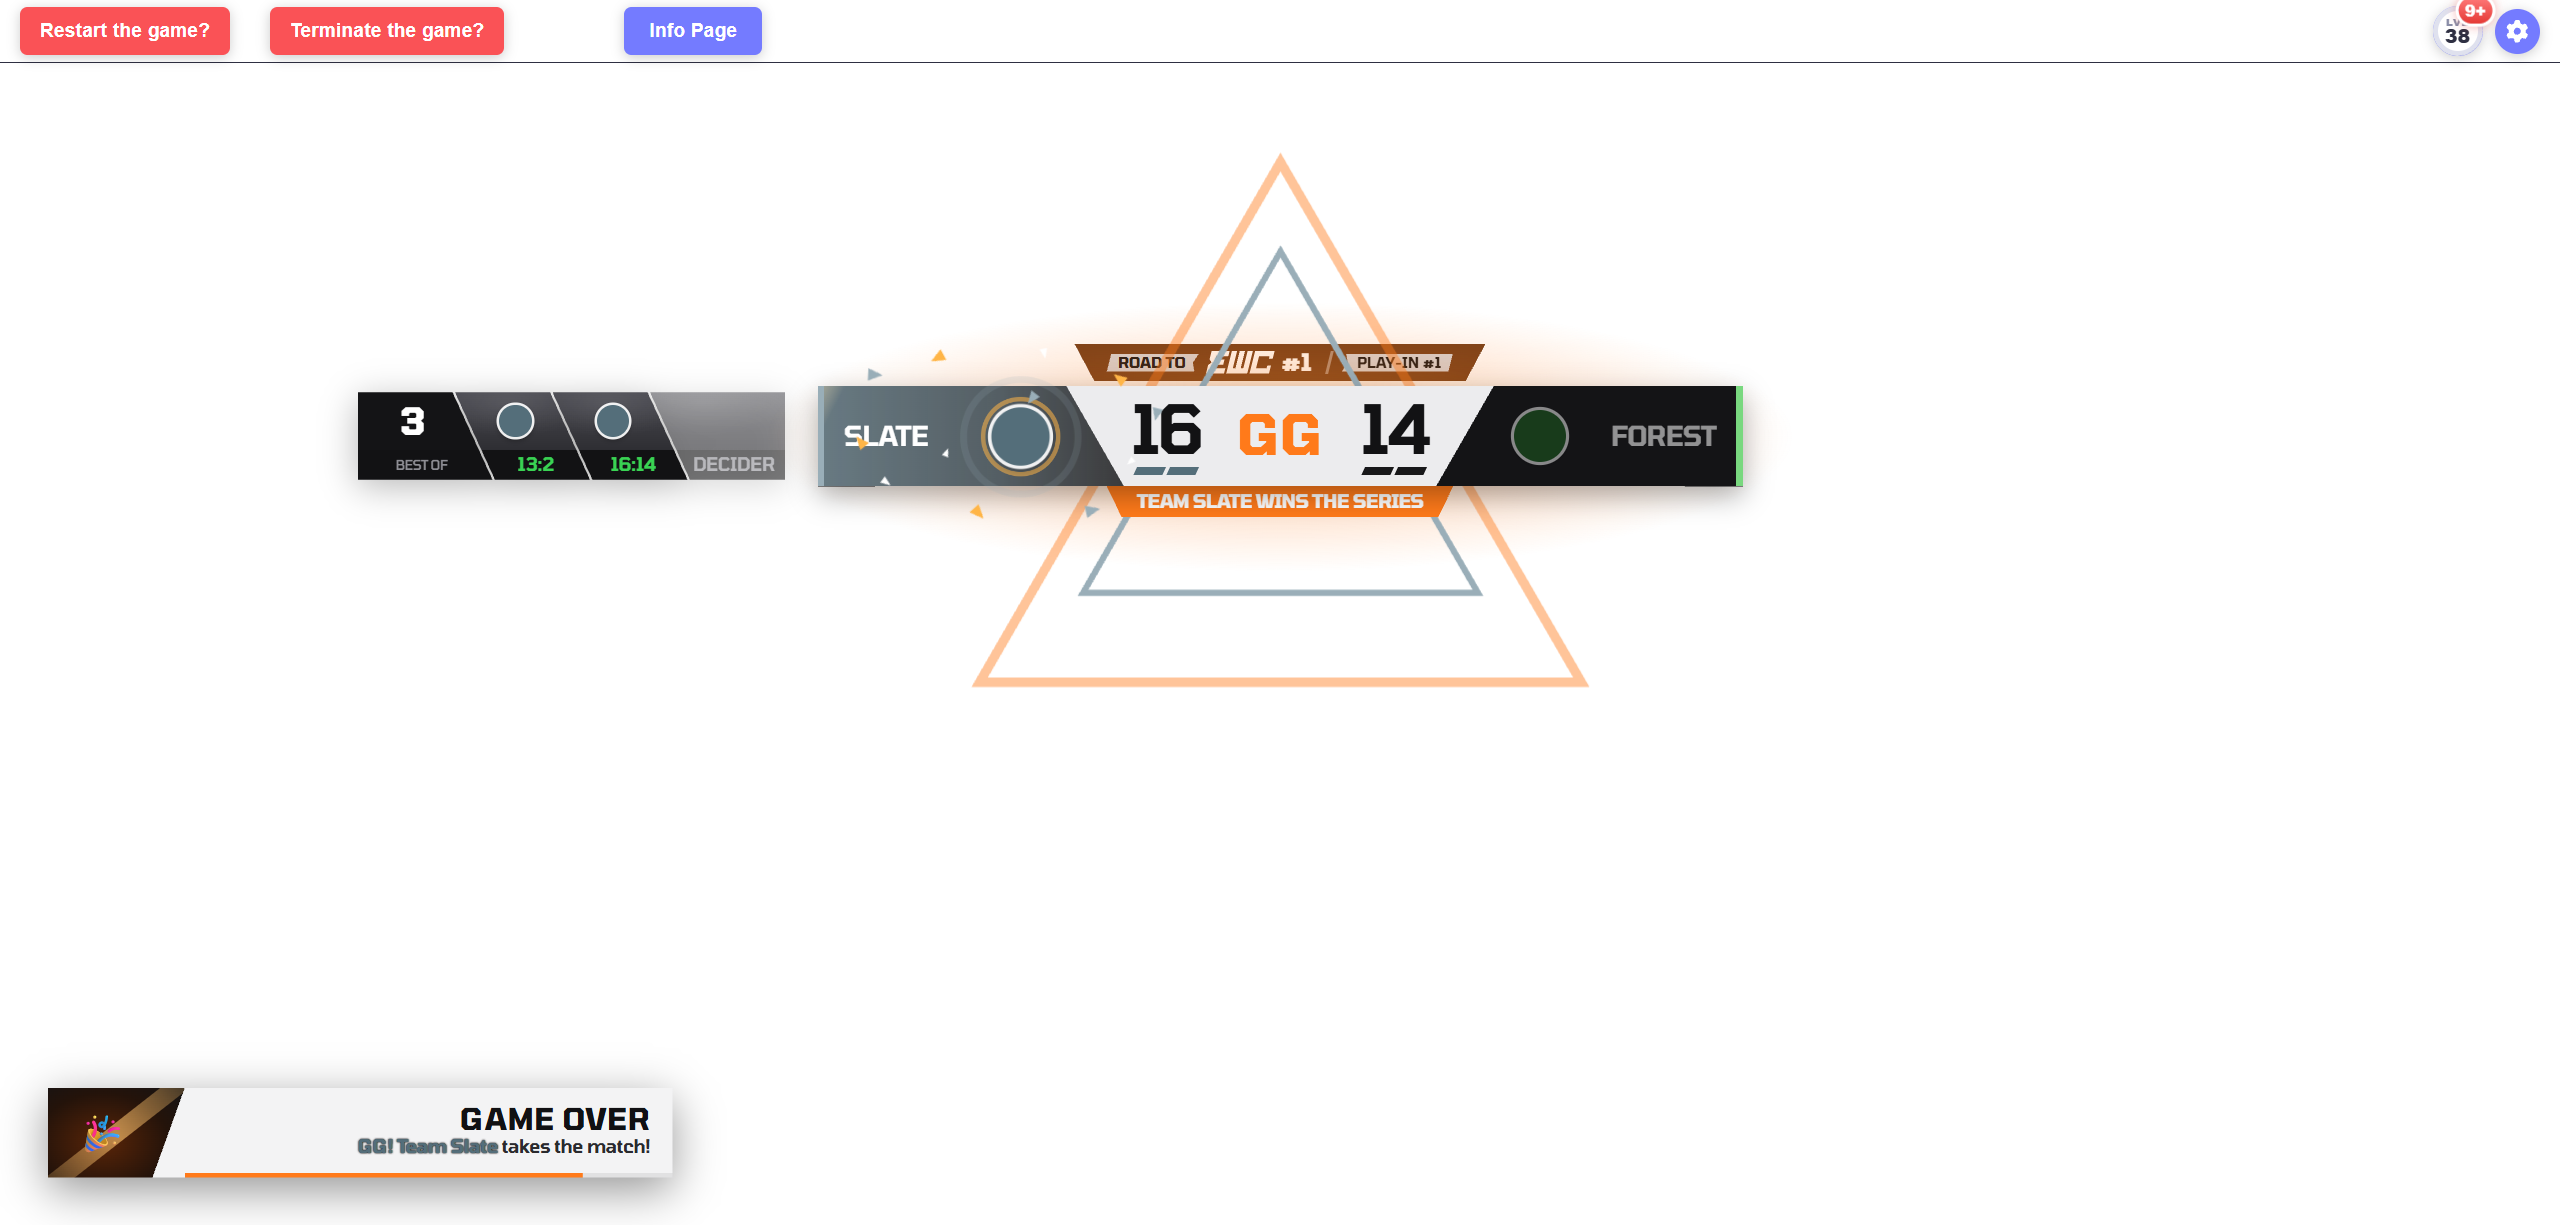 Restart the game? Terminate the game? Info Page
9+
LV
38
ROAD TO EWC #1 / PLAY-IN #1
3 BEST OF
13:2 16:14 DECIDER
SLATE 16 GG 14 FOREST
TEAM SLATE WINS THE SERIES
GAME OVER
GG! Team Slate takes the match!